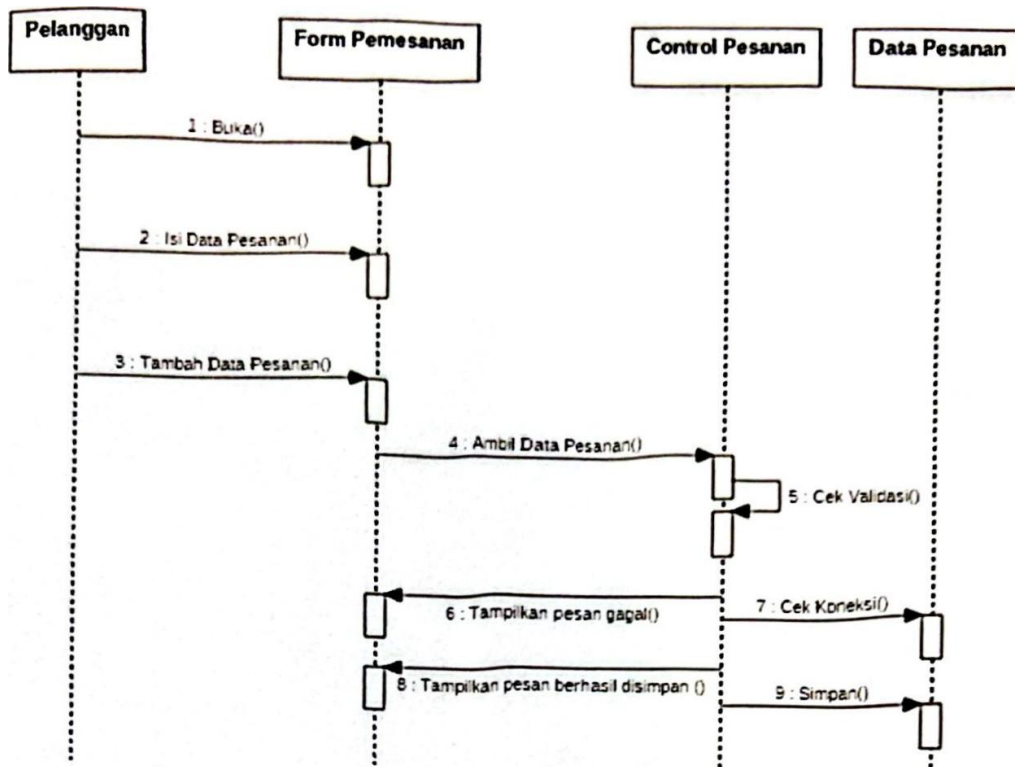 Pelanggan
Form Pemesanan
Control Pesanan
Data Pesanan
1 : Buka()
2 : Isi Data Pesanan()
3 : Tambah Data Pesanan()
4 : Ambil Data Pesanan()
5 : Cek Validasi()
6 : Tampilkan pesan gagal()
7 : Cek Koneksi()
8 : Tampilkan pesan berhasil disimpan ()
9 : Simpan()